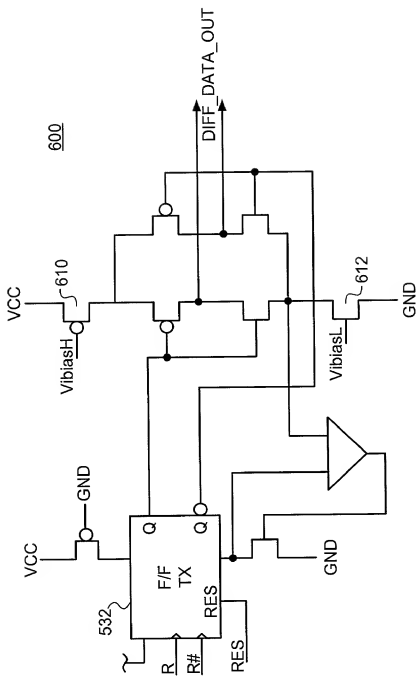 600
VCC
610
VibiasH
DIFF_DATA_OUT
VibiasL
612
GND
VCC
GND
532
F/F
TX
Q
Q
RES
R
R#
RES
GND